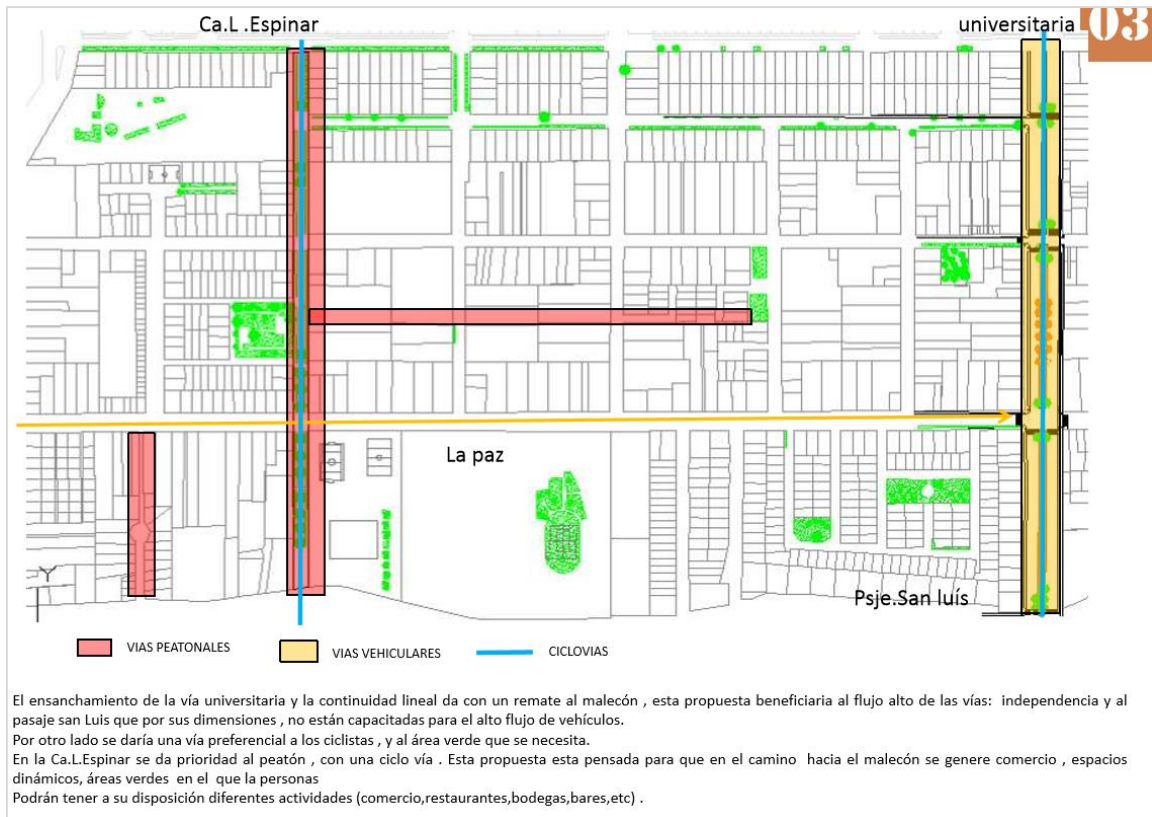 Ca.L .Espinar
universitaria
03
La paz
Psje.San luís
Y
VIAS PEATONALES
VIAS VEHICULARES
CICLOVIAS
El ensanchamiento de la vía universitaria y la continuidad lineal da con un remate al malecón , esta propuesta beneficiaria al flujo alto de las vías: independencia y al
pasaje san Luis que por sus dimensiones , no están capacitadas para el alto flujo de vehículos.
Por otro lado se daría una vía preferencial a los ciclistas , y al área verde que se necesita.
En la Ca.L.Espinar se da prioridad al peatón , con una ciclo vía . Esta propuesta esta pensada para que en el camino hacia el malecón se genere comercio , espacios
dinámicos, áreas verdes en el que la personas
Podrán tener a su disposición diferentes actividades (comercio,restaurantes,bodegas,bares,etc) .